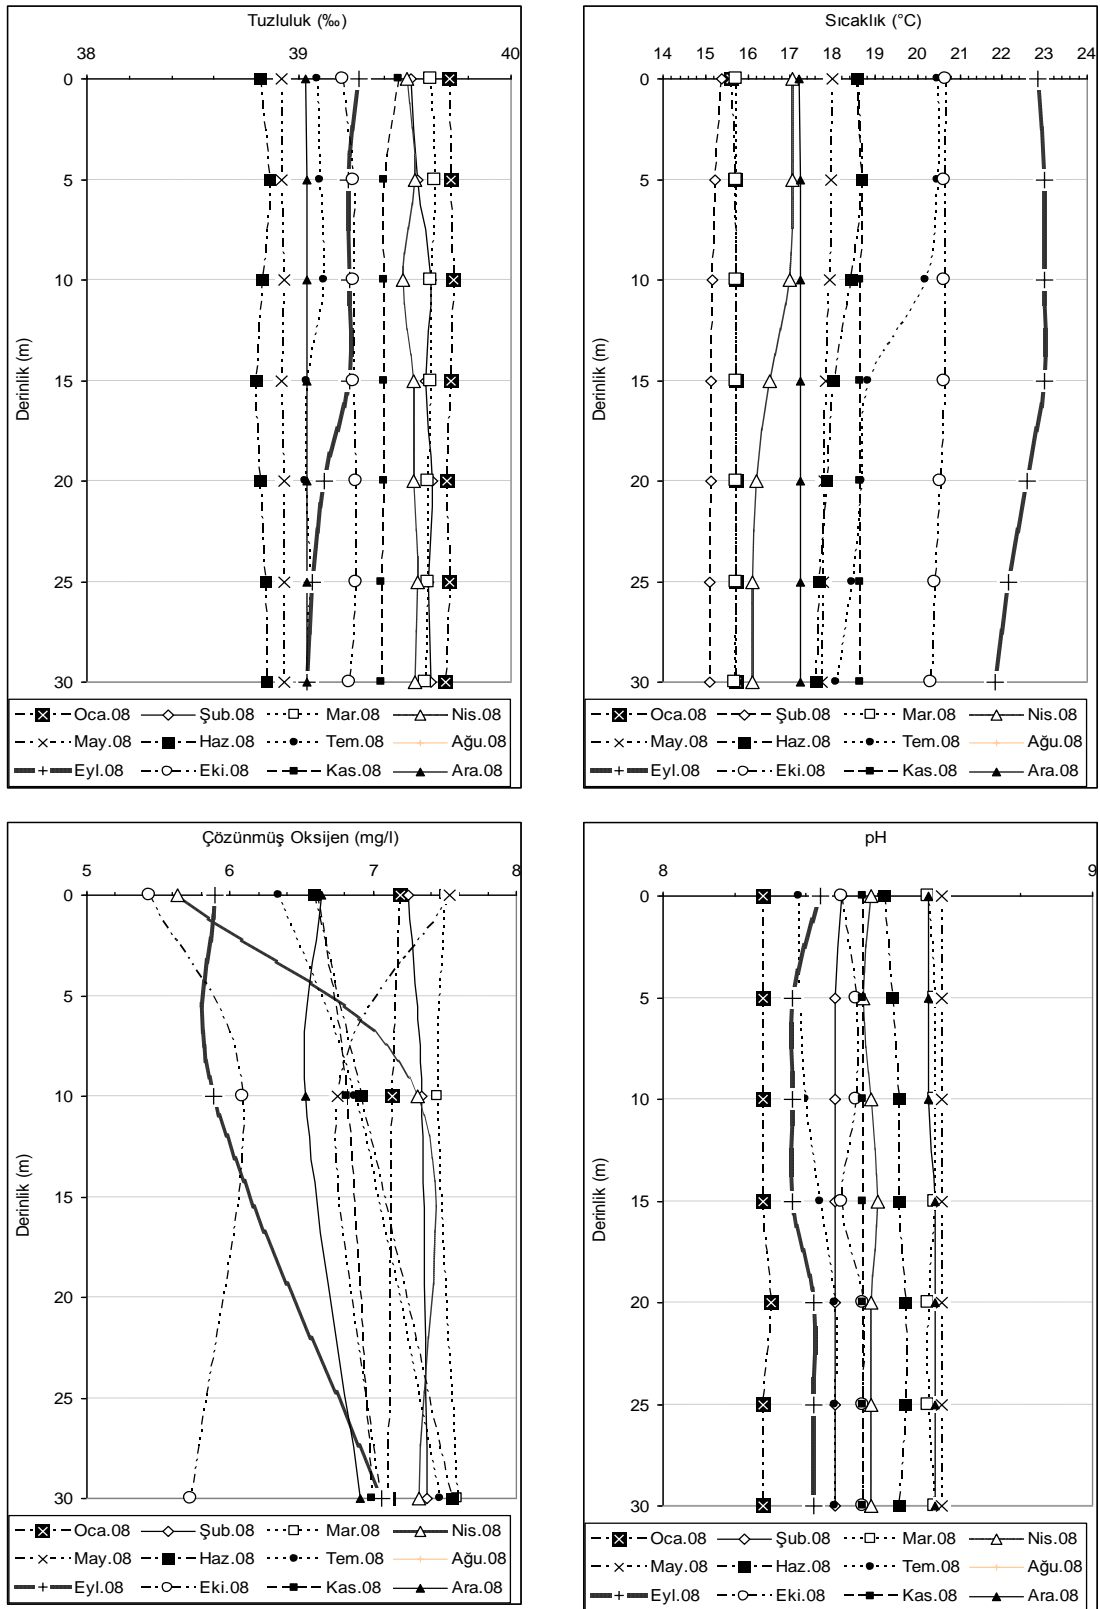 Tuzluluk (‰)
38 39 40
0
5
10
15
20
25
30
Derinlik (m)
Oca.08 Şub.08 Mar.08 Nis.08
May.08 Haz.08 Tem.08 Ağu.08
Eyl.08 Eki.08 Kas.08 Ara.08
Sıcaklık (°C)
14 15 16 17 18 19 20 21 22 23 24
0
5
10
15
20
25
30
Derinlik (m)
Oca.08 Şub.08 Mar.08 Nis.08
May.08 Haz.08 Tem.08 Ağu.08
Eyl.08 Eki.08 Kas.08 Ara.08
Çözünmüş Oksijen (mg/l)
5 6 7 8
0
5
10
15
20
25
30
Derinlik (m)
Oca.08 Şub.08 Mar.08 Nis.08
May.08 Haz.08 Tem.08 Ağu.08
Eyl.08 Eki.08 Kas.08 Ara.08
pH
8 9
0
5
10
15
20
25
30
Derinlik (m)
Oca.08 Şub.08 Mar.08 Nis.08
May.08 Haz.08 Tem.08 Ağu.08
Eyl.08 Eki.08 Kas.08 Ara.08